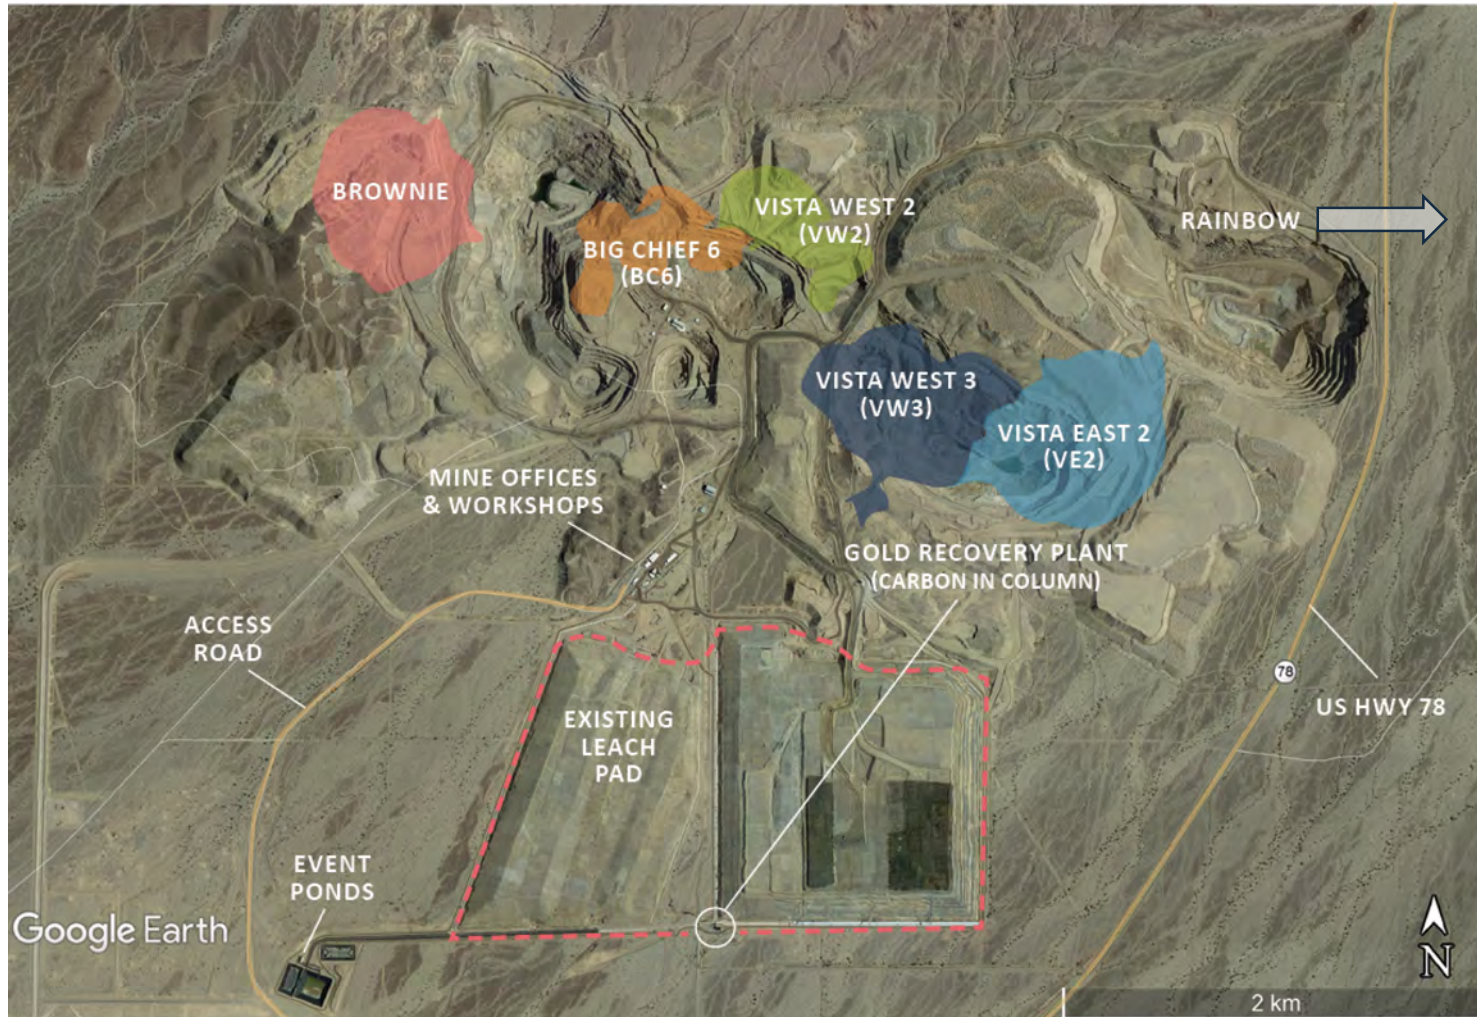 BROWNIE
BIG CHIEF 6
(BC6)
VISTA WEST 2
(VW2)
RAINBOW
VISTA WEST 3
(VW3)
VISTA EAST 2
(VE2)
MINE OFFICES
& WORKSHOPS
GOLD RECOVERY PLANT
(CARBON IN COLUMN)
ACCESS
ROAD
78
US HWY 78
EXISTING
LEACH
PAD
EVENT
PONDS
Google Earth
N
2 km